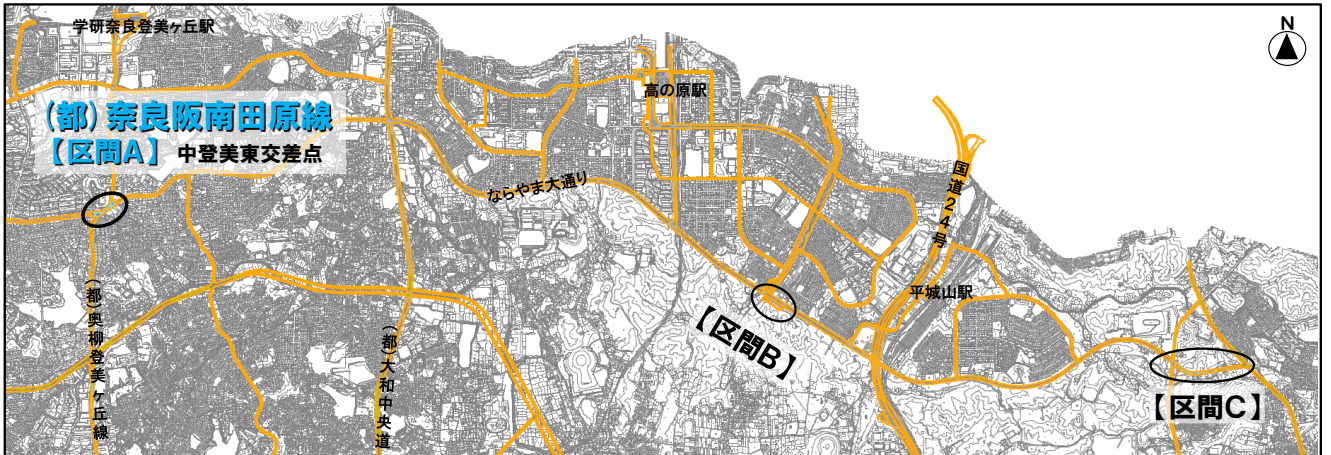 学研奈良登美ヶ丘駅
N
高の原駅
(都)奈良阪南田原線
【区間A】 中登美東交差点
国道24号
ならやま大通り
平城山駅
(都)奥柳登美ヶ丘線
(都)大和中央道
【区間B】
【区間C】